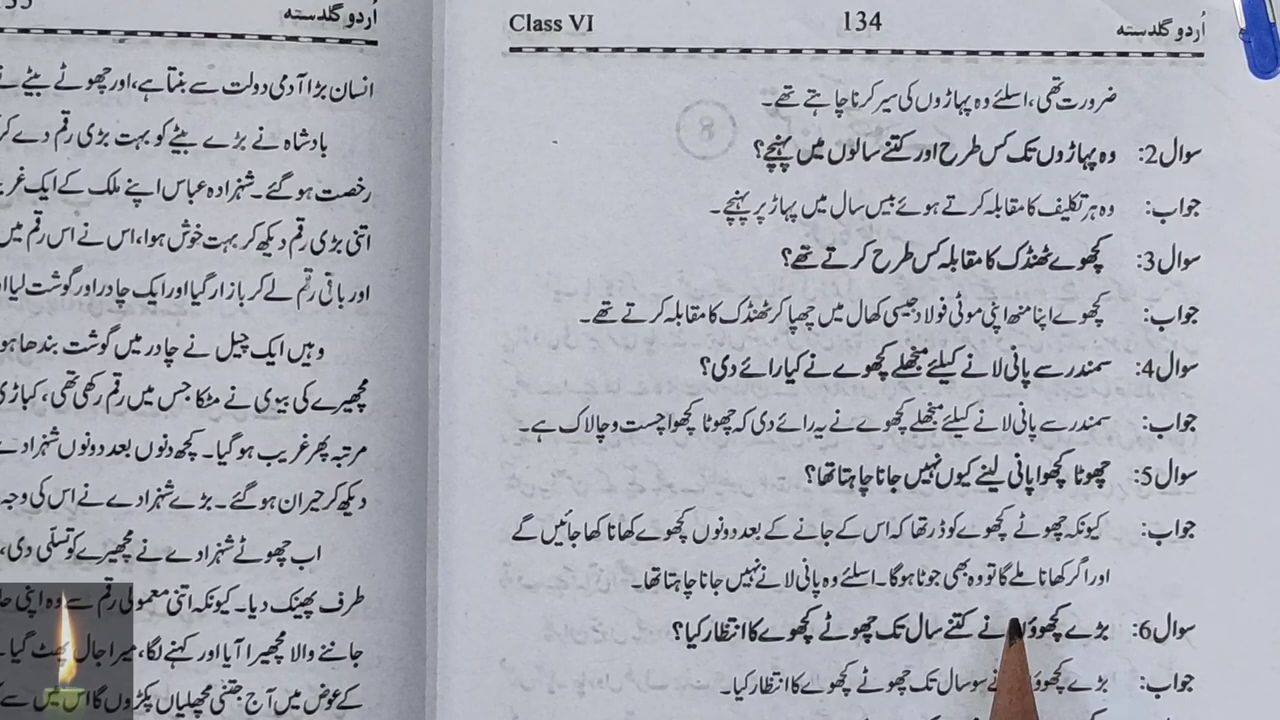 اُردو گلدستہ 134 Class VI
ضرورت تھی، اسلئے وہ پہاڑوں کی سیر کرنا چاہتے تھے۔
سوال 2: وہ پہاڑوں تک کس طرح اور کتنے سالوں میں پہنچے؟
جواب: وہ ہر تکلیف کا مقابلہ کرتے ہوئے بیس سال میں پہاڑ پر پہنچے۔
سوال 3: کچھوے ٹھنڈک کا مقابلہ کس طرح کرتے تھے؟
جواب: کچھوے اپنا منھ اپنی موٹی فولاد جیسی کھال میں چھپا کر ٹھنڈک کا مقابلہ کرتے تھے۔
سوال 4: سمندر سے پانی لانے کیلئے منجھلے کچھوے نے کیا رائے دی؟
جواب: سمندر سے پانی لانے کیلئے منجھلے کچھوے نے یہ رائے دی کہ چھوٹا کچھوا چست و چالاک ہے۔
سوال 5: چھوٹا کچھوا پانی لینے کیوں نہیں جانا چاہتا تھا؟
جواب: کیونکہ چھوٹے کچھوے کو ڈر تھا کہ اس کے جانے کے بعد دونوں کچھوے کھانا کھا جائیں گے
اور اگر کھانا ملے گا تو وہ بھی جوٹا ہوگا۔ اسلئے وہ پانی لانے نہیں جانا چاہتا تھا۔
سوال 6: بڑے کچھوؤں نے کتنے سال تک چھوٹے کچھوے کا انتظار کیا؟
جواب: بڑے کچھوؤں نے سو سال تک چھوٹے کچھوے کا انتظار کیا۔
اُردو گلدستہ
انسان بڑا آدمی دولت سے بنتا ہے، اور چھوٹے بیٹے
بادشاہ نے بڑے بیٹے کو بہت بڑی رقم دے کر
رخصت ہو گئے۔ شہزادہ عباس اپنے ملک کے ایک
اتنی بڑی رقم دیکھ کر بہت خوش ہوا، اس نے اس رقم میں
اور باقی رقم لے کر بازار گیا اور ایک چادر اور گوشت لیا
وہیں ایک چیل نے چادر میں گوشت بندھا
مچھیرے کی بیوی نے مٹکا جس میں رقم رکھی تھی،
مرتبہ پھر غریب ہو گیا۔ کچھ دنوں بعد دونوں شہزادے
دیکھ کر حیران ہو گئے۔ بڑے شہزادے نے اس کی وجہ
اب چھوٹے شہزادے نے مچھیرے کو تسلّی دی،
طرف پھینک دیا۔ کیونکہ اتنی معمولی رقم سے وہ اپنی
جاننے والا مچھیرا آیا اور کہنے لگا، میرا جال پھٹ گیا۔
کے عوض میں آج جتنی مچھلیاں پکڑوں گا اس میں سے